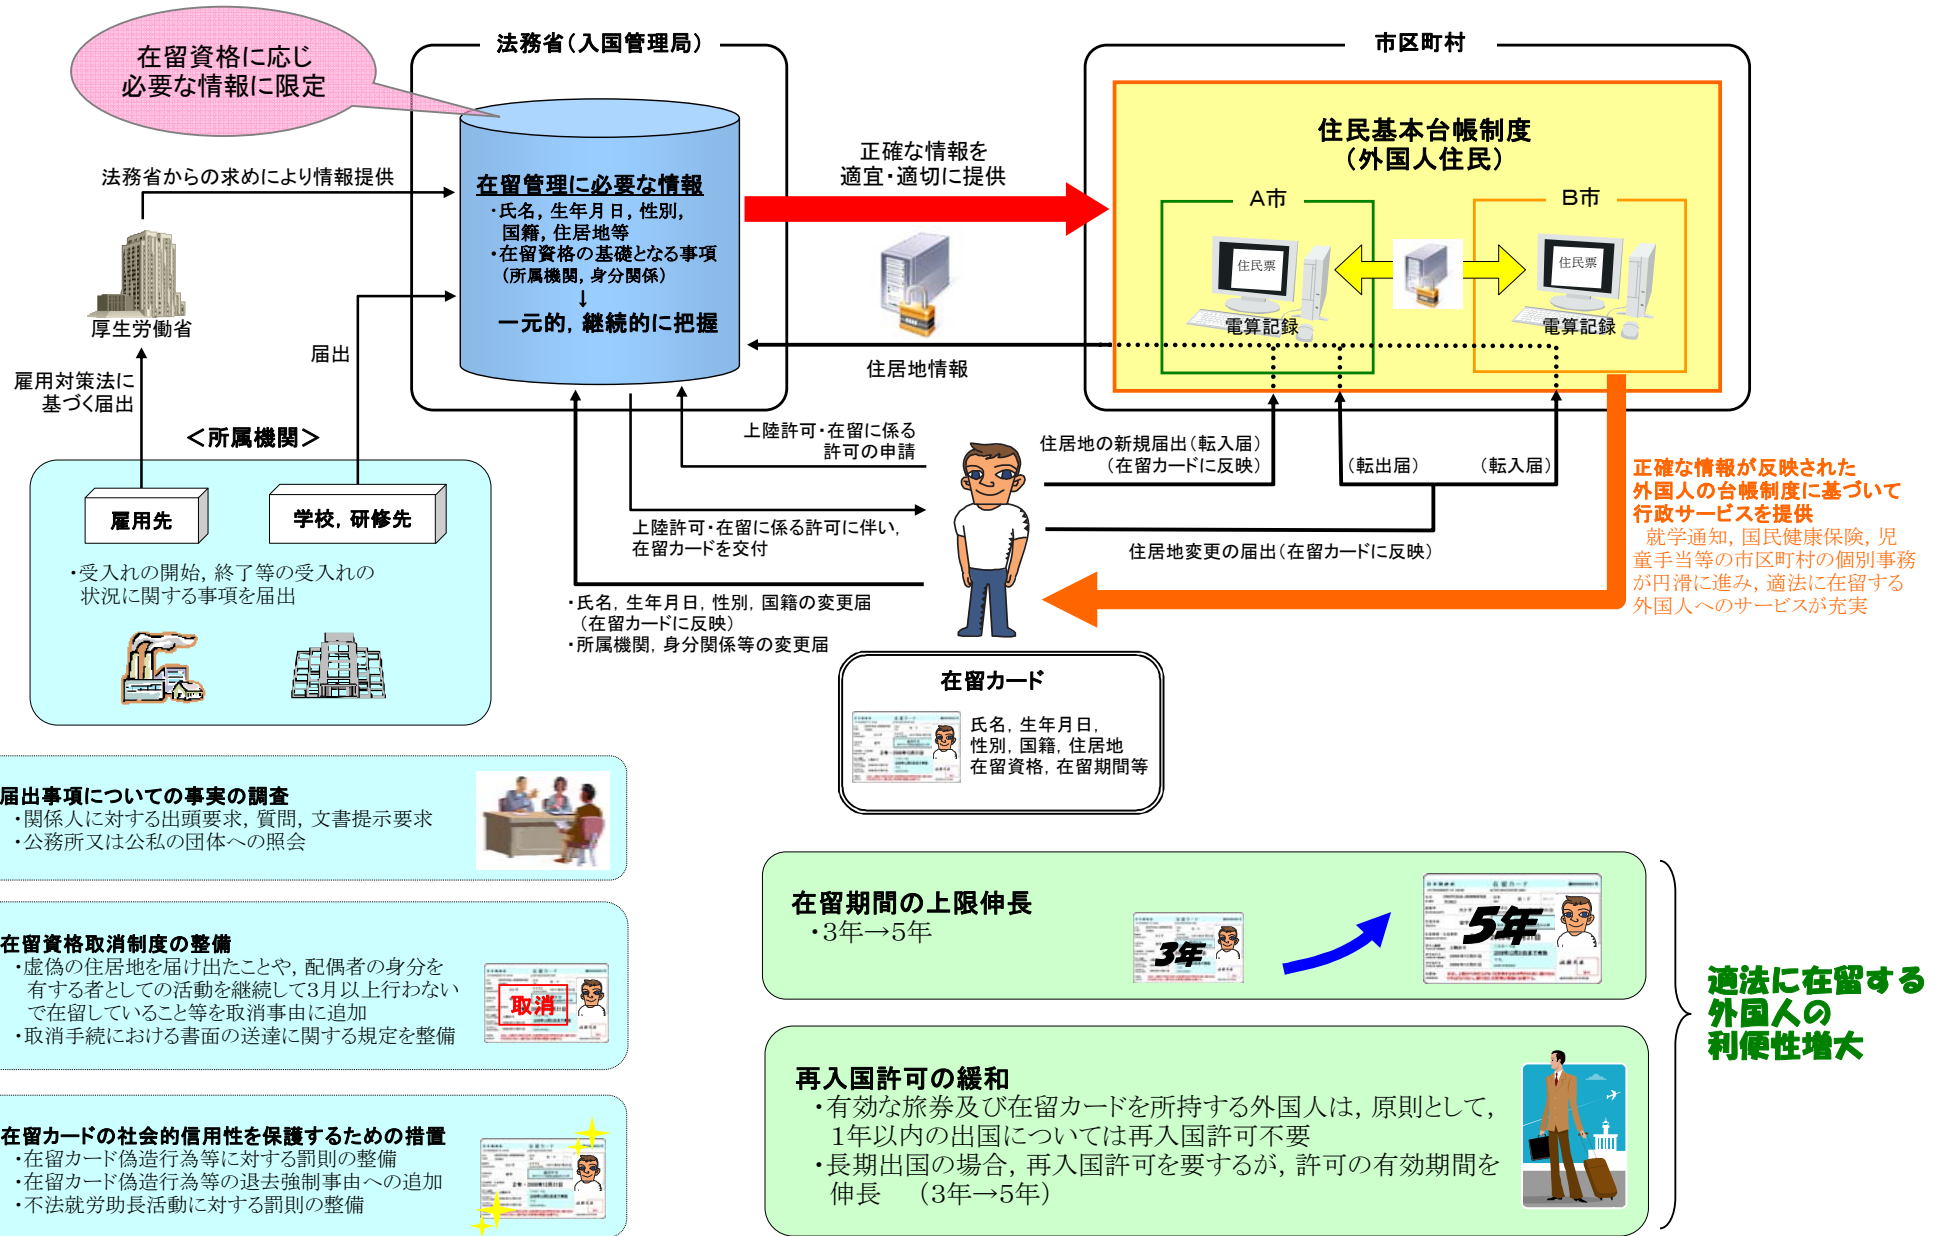 在留資格に応じ
必要な情報に限定
法務省（入国管理局）
市区町村
法務省からの求めにより情報提供
在留管理に必要な情報
・氏名，生年月日，性別，
国籍，住居地等
・在留資格の基礎となる事項
（所属機関，身分関係）
↓
一元的，継続的に把握
正確な情報を
適宜・適切に提供
住民基本台帳制度
（外国人住民）
A市
B市
住民票
住民票
電算記録
電算記録
厚生労働省
届出
住居地情報
雇用対策法に
基づく届出
＜所属機関＞
雇用先
学校，研修先
・受入れの開始，終了等の受入れの
状況に関する事項を届出
上陸許可・在留に係る
許可の申請
上陸許可・在留に係る許可に伴い，
在留カードを交付
・氏名，生年月日，性別，国籍の変更届
（在留カードに反映）
・所属機関，身分関係等の変更届
住居地の新規届出（転入届）
（在留カードに反映）
（転出届）
（転入届）
住居地変更の届出（在留カードに反映）
正確な情報が反映された
外国人の台帳制度に基づいて
行政サービスを提供
就学通知，国民健康保険，児
童手当等の市区町村の個別事務
が円滑に進み，適法に在留する
外国人へのサービスが充実
在留カード
氏名，生年月日，
性別，国籍，住居地
在留資格，在留期間等
届出事項についての事実の調査
・関係人に対する出頭要求，質問，文書提示要求
・公務所又は公私の団体への照会
在留資格取消制度の整備
・虚偽の住居地を届け出たことや，配偶者の身分を
有する者としての活動を継続して３月以上行わない
で在留していること等を取消事由に追加
・取消手続における書面の送達に関する規定を整備
取消
在留カードの社会的信用性を保護するための措置
・在留カード偽造行為等に対する罰則の整備
・在留カード偽造行為等の退去強制事由への追加
・不法就労助長活動に対する罰則の整備
在留期間の上限伸長
・3年→5年
3年
5年
再入国許可の緩和
・有効な旅券及び在留カードを所持する外国人は，原則として，
１年以内の出国については再入国許可不要
・長期出国の場合，再入国許可を要するが，許可の有効期間を
伸長　（3年→5年）
適法に在留する
外国人の
利便性増大